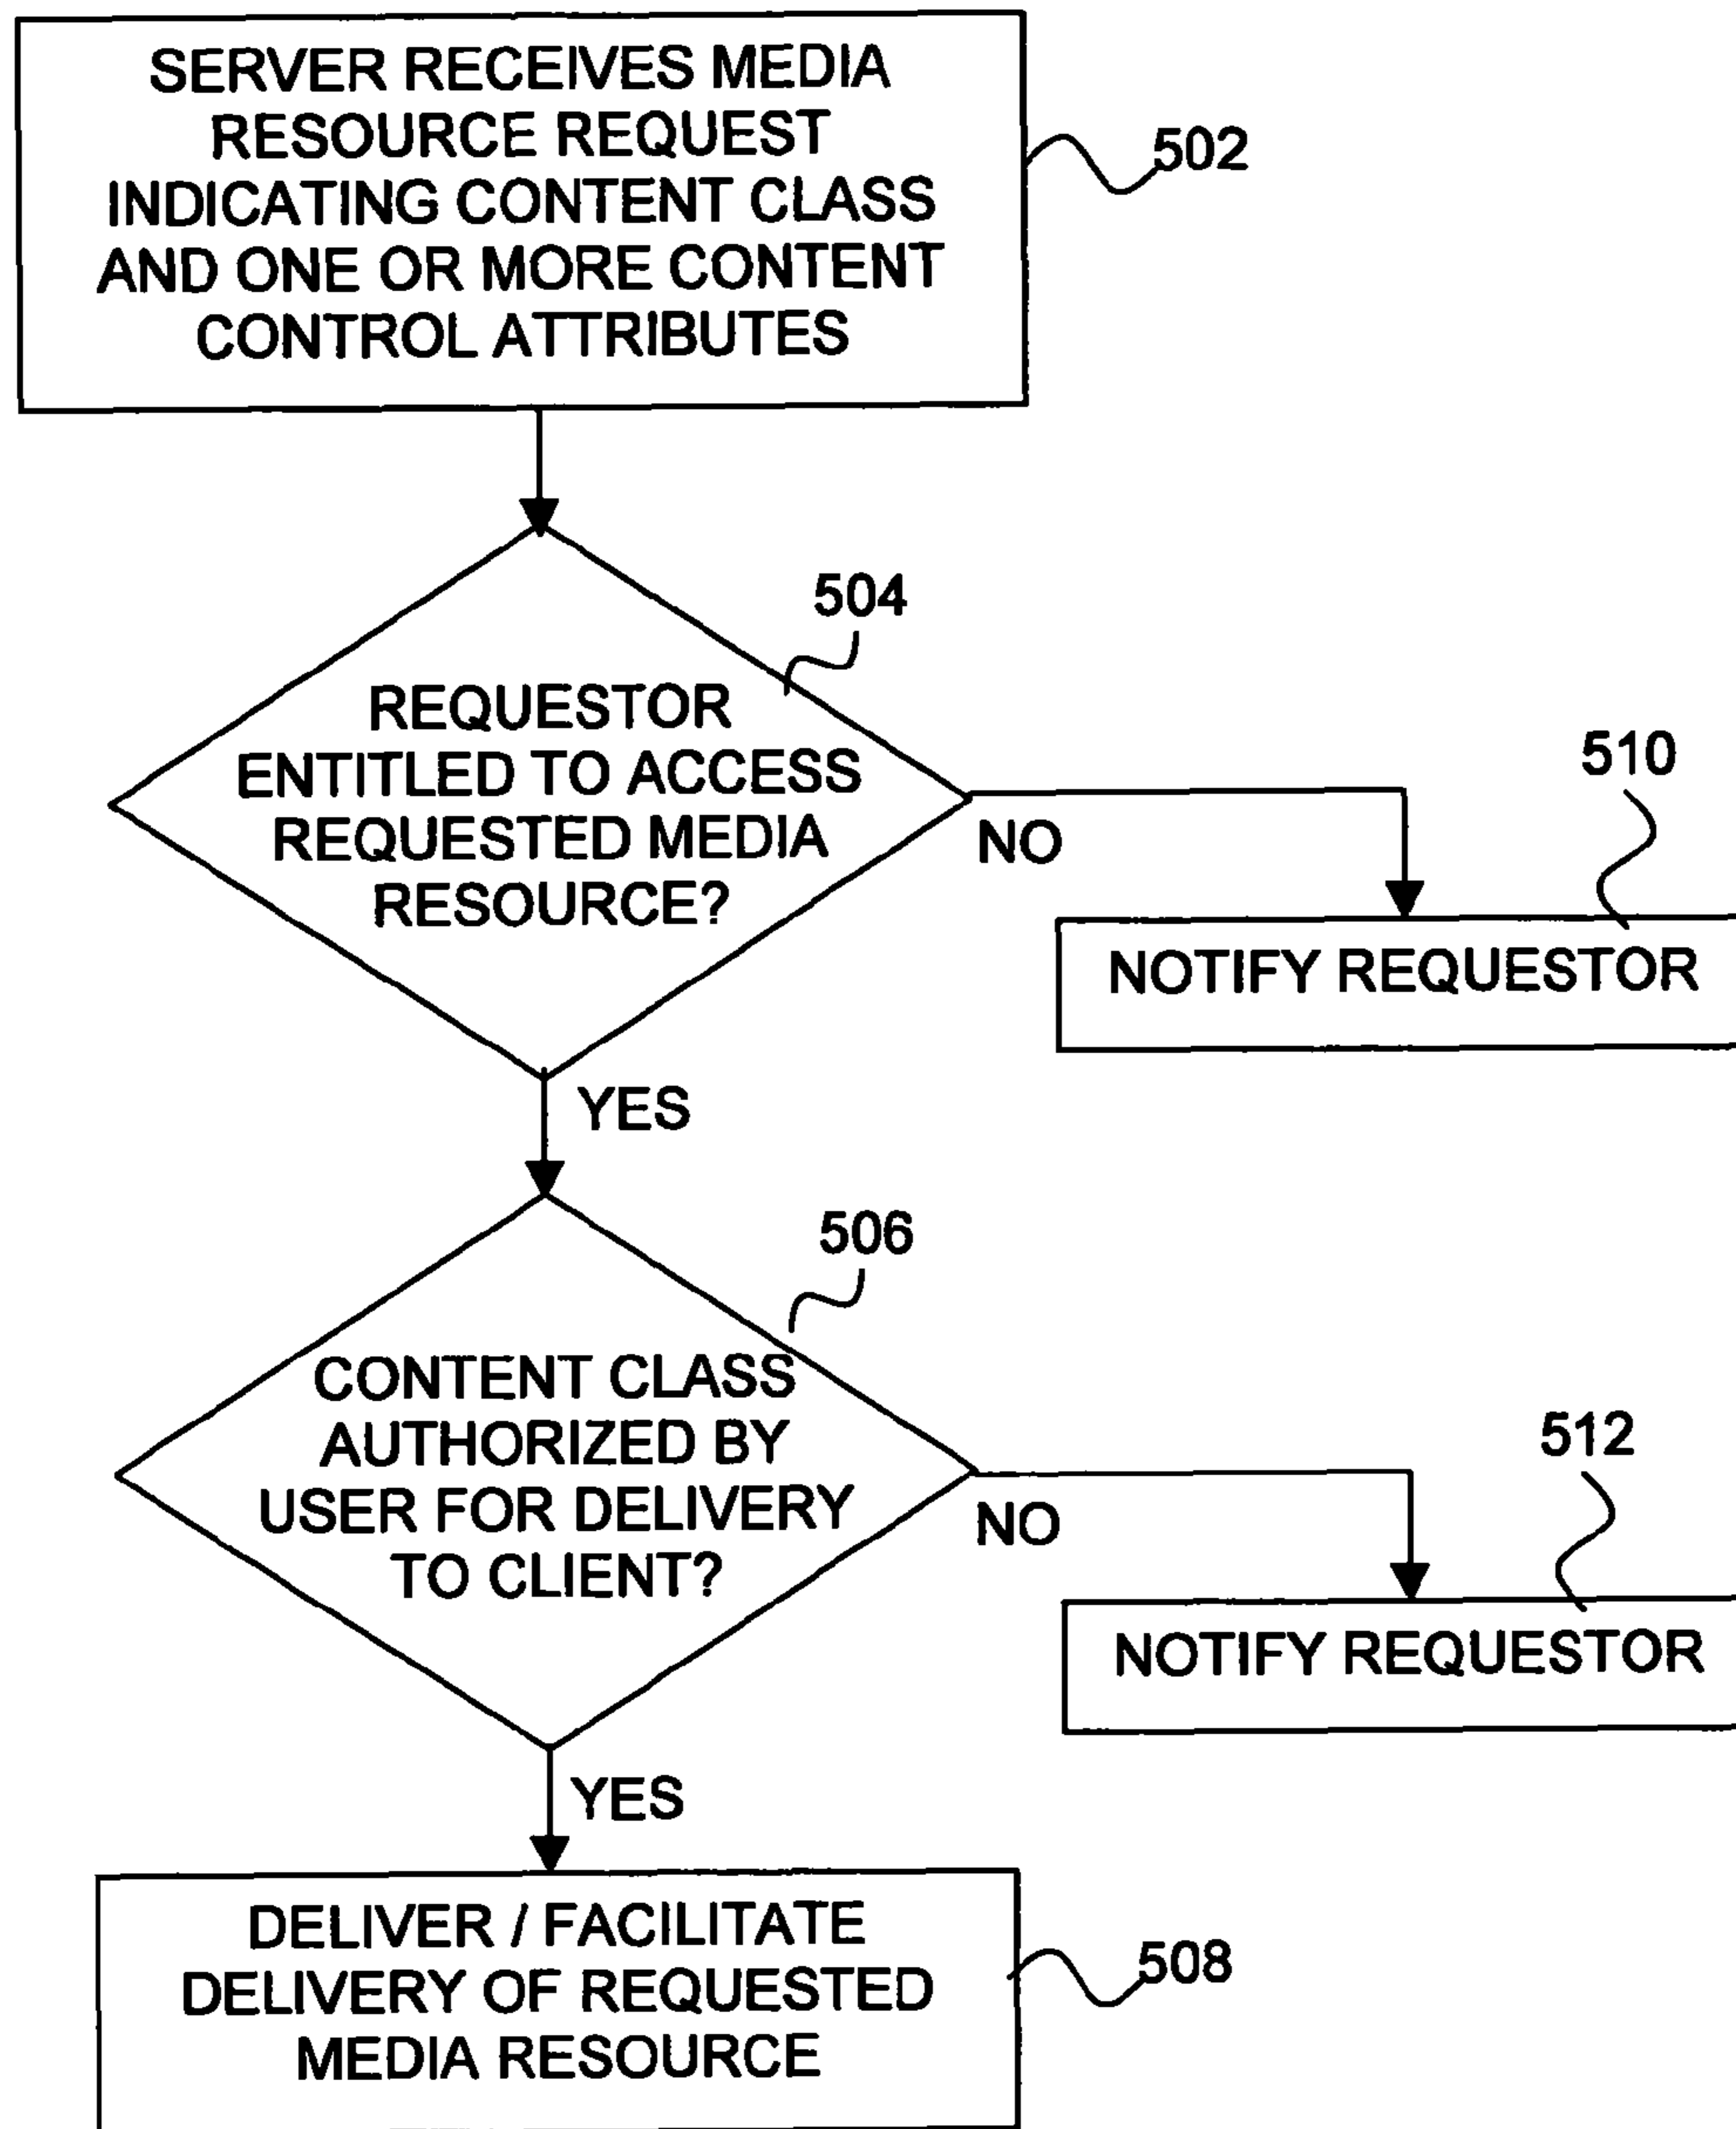 SERVER RECEIVES MEDIA
RESOURCE REQUEST
INDICATING CONTENT CLASS
AND ONE OR MORE CONTENT
CONTROL ATTRIBUTES
502
504
REQUESTOR
ENTITLED TO ACCESS
REQUESTED MEDIA
RESOURCE?
NO
510
NOTIFY REQUESTOR
YES
506
CONTENT CLASS
AUTHORIZED BY
USER FOR DELIVERY
TO CLIENT?
NO
512
NOTIFY REQUESTOR
YES
DELIVER / FACILITATE
DELIVERY OF REQUESTED
MEDIA RESOURCE
508